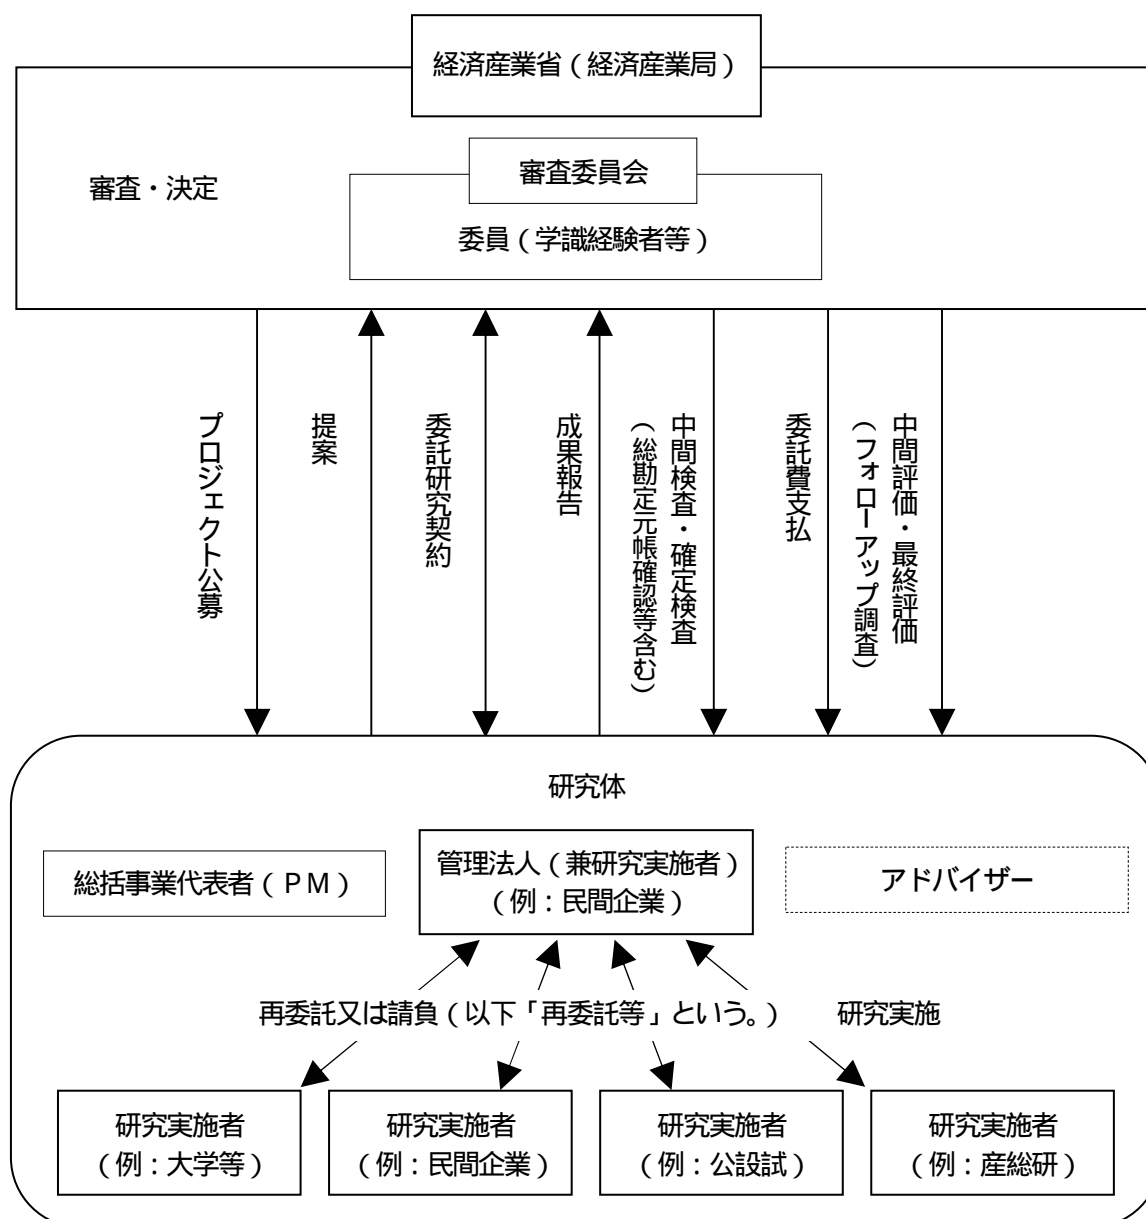 経済産業省（経済産業局）
審査・決定
審査委員会
委員（学識経験者等）
プロジェクト公募
提案
委託研究契約
成果報告
中間検査・確定検査
（総勘定元帳確認等含む）
委託費支払
中間評価・最終評価
（フォローアップ調査）
研究体
総括事業代表者（ＰＭ）
管理法人（兼研究実施者）
（例：民間企業）
アドバイザー
再委託又は請負（以下「再委託等」という。）
研究実施
研究実施者
（例：大学等）
研究実施者
（例：民間企業）
研究実施者
（例：公設試）
研究実施者
（例：産総研）